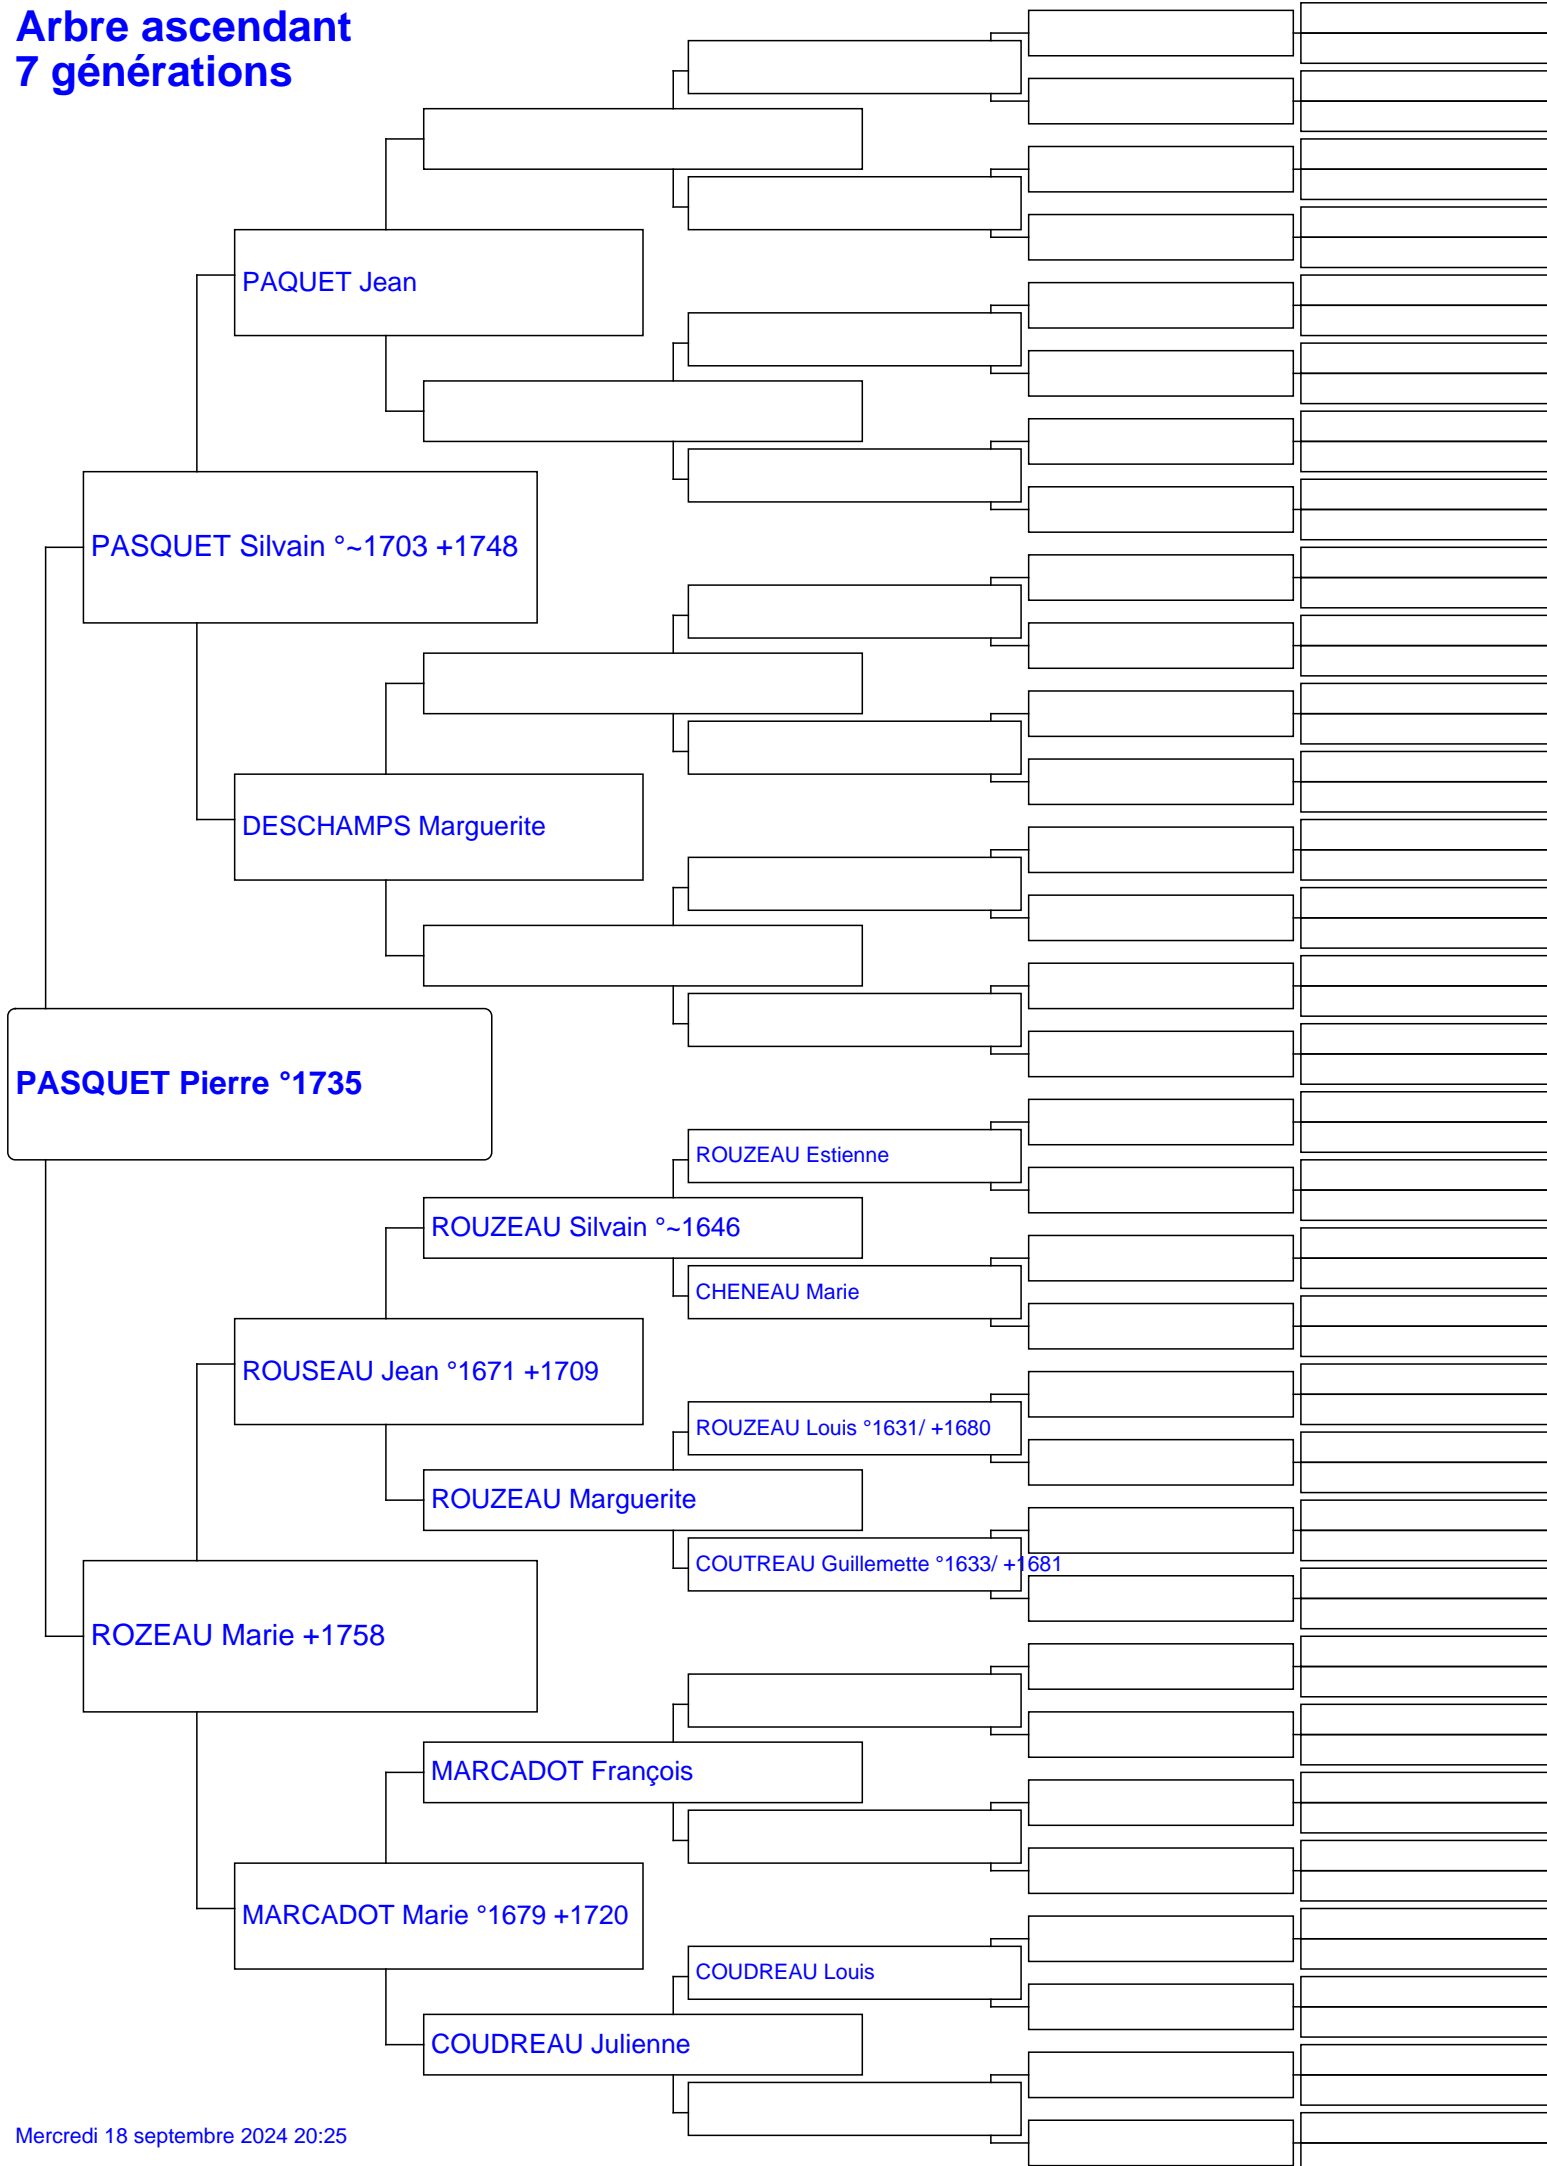 Arbre ascendant
7 générations
PAQUET Jean
PASQUET Silvain °~1703 +1748
DESCHAMPS Marguerite
PASQUET Pierre °1735
ROUZEAU Estienne
ROUZEAU Silvain °~1646
CHENEAU Marie
ROUSEAU Jean °1671 +1709
ROUZEAU Louis °1631/ +1680
ROUZEAU Marguerite
COUTREAU Guillemette °1633/ +1681
ROZEAU Marie +1758
MARCADOT François
MARCADOT Marie °1679 +1720
COUDREAU Louis
COUDREAU Julienne
Mercredi 18 septembre 2024 20:25